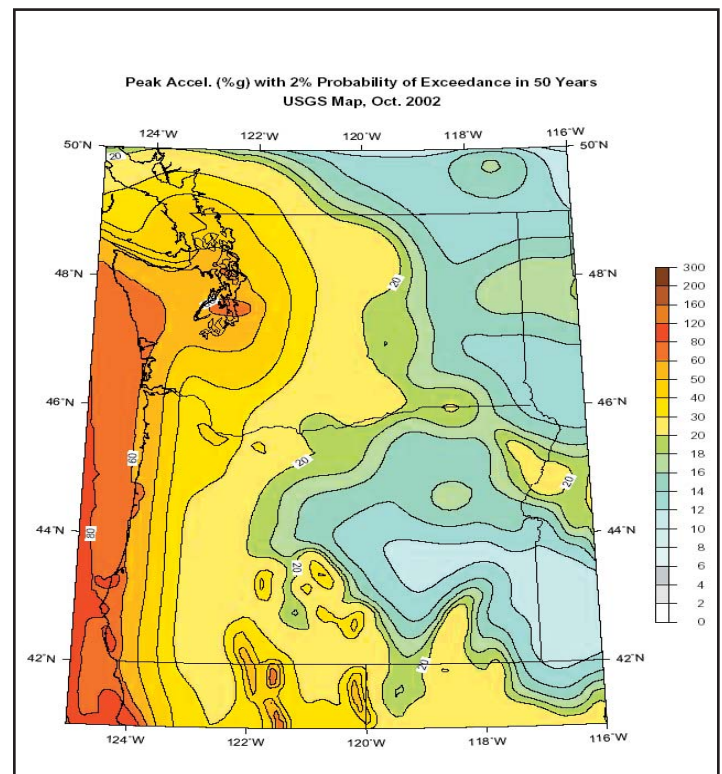 Peak Accel. (%g) with 2% Probability of Exceedance in 50 Years
USGS Map, Oct. 2002
124˚W
122˚W
120˚W
118˚W
116˚W
50˚N
50˚N
20
48˚N
48˚N
20
46˚N
46˚N
60
20
20
80
44˚N
44˚N
20
42˚N
42˚N
20
124˚W
122˚W
120˚W
118˚W
116˚W
300
200
160
120
80
60
50
40
30
20
18
16
14
12
10
8
6
4
2
0